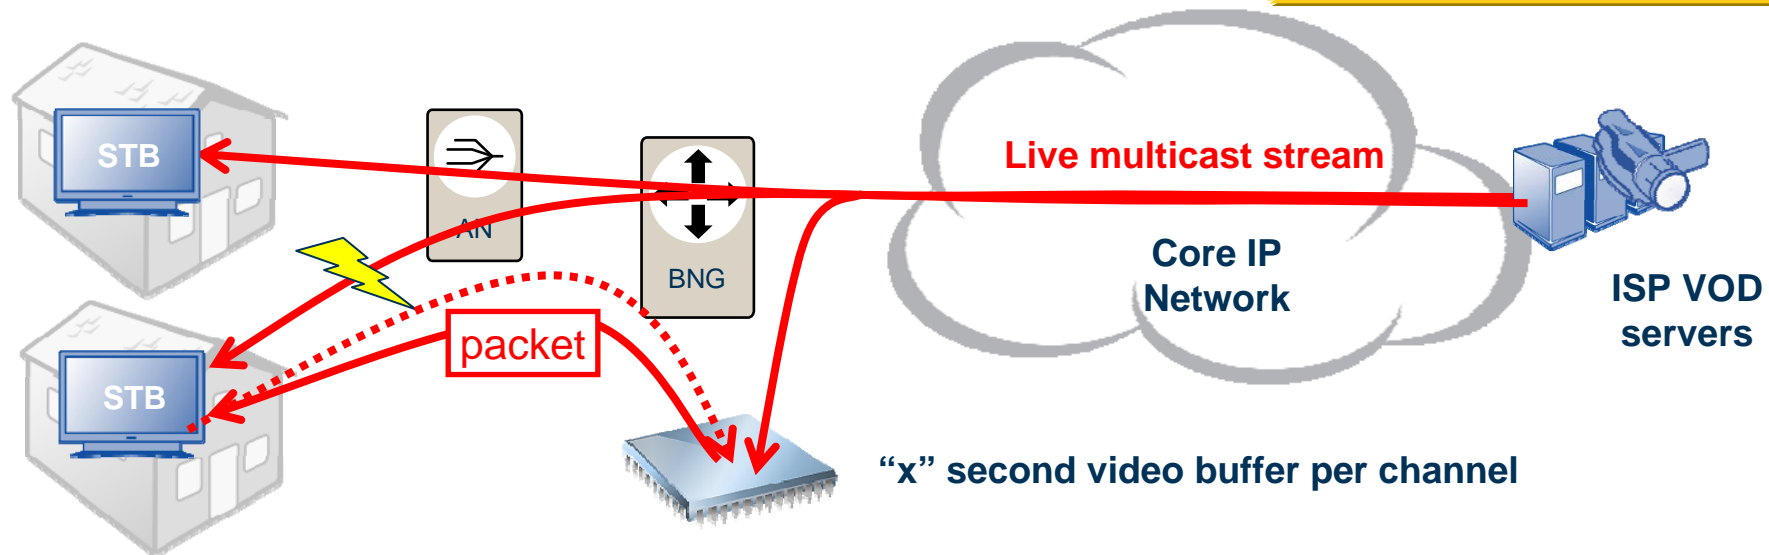 STB
AN
BNG
Live multicast stream
Core IP
Network
ISP VOD
servers
packet
STB
“x” second video buffer per channel